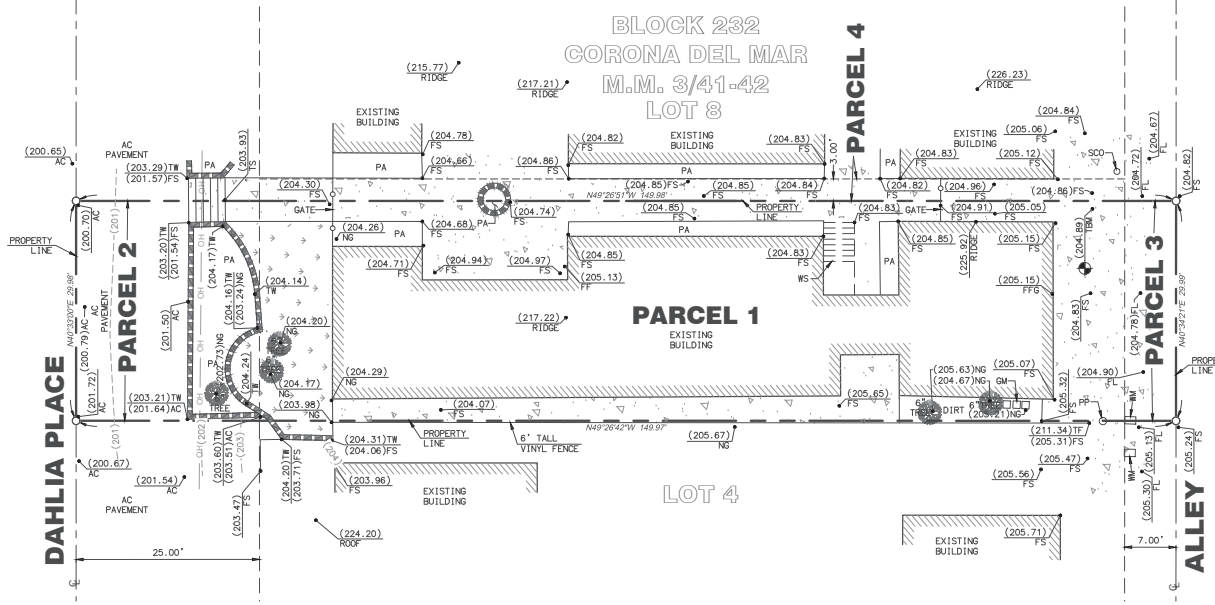 BLOCK 232
CORONA DEL MAR
M.M. 3/41-42
LOT 8
PARCEL 4
(215.77)
RIDGE
(217.21)
RIDGE
(226.23)
RIDGE
(204.84)
FS
(204.67)
FL
(204.72)
FL
(204.82)
FS
SCO
(200.65)
AC
AC
PAVEMENT
(203.29)TW
(201.57)FS
PA
(203.93)
TS
EXISTING
BUILDING
PA
(204.78)
FS
(204.66)
FS
(204.86)
FS
(204.82)
FS
EXISTING
BUILDING
PA
(204.83)
FS
3.00'
EXISTING
BUILDING
PA
(204.83)
FS
(205.06)
FS
(205.12)
FS
(204.30)
FS
GATE
(204.26)
NG
PA
(204.68)
FS
PA
(204.74)
FS
N49°26'51"W 149.98'
(204.85)FS
(204.85)
FS
(204.84)
FS
(204.85)
FS
PROPERTY
LINE
PA
(204.82)
FS
(204.96)
FS
(204.86)FS
(204.83)
FS
GATE
(204.91)
FS
(205.05)
FS
(204.89)
TBM
(204.71)
FS
(204.94)
FS
(204.97)
FS
(204.85)
FS
(205.13)
FF
(204.83)
FS
WS
PA
(204.85)
FS
(225.92)
RIDGE
(205.15)
FS
(205.15)
FFG
(204.83)
FS
(204.78)FL
PARCEL 3
N40°34'21"E 29.99'
(200.70)
AC
(201)
PROPERTY
LINE
N40°33'00"E 29.98'
(200.79)AC
AC
PAVEMENT
PARCEL 2
(203.20)TW
(201.54)FS
(204.17)TW
PA
OH
(204.16)TW
(203.24)NG
(204.14)
TW
(201.50)
AC
(204.20)
NG
(202.73)NG
(204.24)
TW
(204.17)
NG
(217.22)
RIDGE
PARCEL 1
EXISTING
BUILDING
(204.29)
NG
(203.98)
NG
(204.07)
FS
(205.63)NG
(204.67)NG
GM
(205.07)
FS
(205.32)
FS
(204.90)
FL
PROPERTY
LINE
(205.65)
FS
6"
TREE
DIRT
6"
(203.21)NG
PP
WM
DAHLIA PLACE
(201.72)
AC
(203.21)TW
(201.64)AC
TREE
(201)
(202)
(203)
(203.60)TW
(203.51)AC
(204.20)TW
(203.71)FS
(204)
(204.31)TW
(204.06)FS
PROPERTY
LINE
6' TALL
VINYL FENCE
N49°26'42"W 149.97'
(205.67)
NG
(211.34)TF
(205.31)FS
(205.47)
FS
(205.56)
FS
(205.13)
FL
(205.24)
FS
WM
(205.30)
FL
(200.67)
AC
(201.54)
AC
AC
PAVEMENT
(203.47)
FS
(203.96)
FS
EXISTING
BUILDING
LOT 4
(224.20)
ROOF
EXISTING
BUILDING
(205.71)
FS
25.00'
7.00'
ALLEY